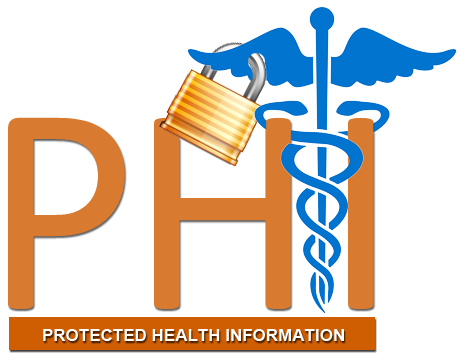 PHI
PROTECTED HEALTH INFORMATION